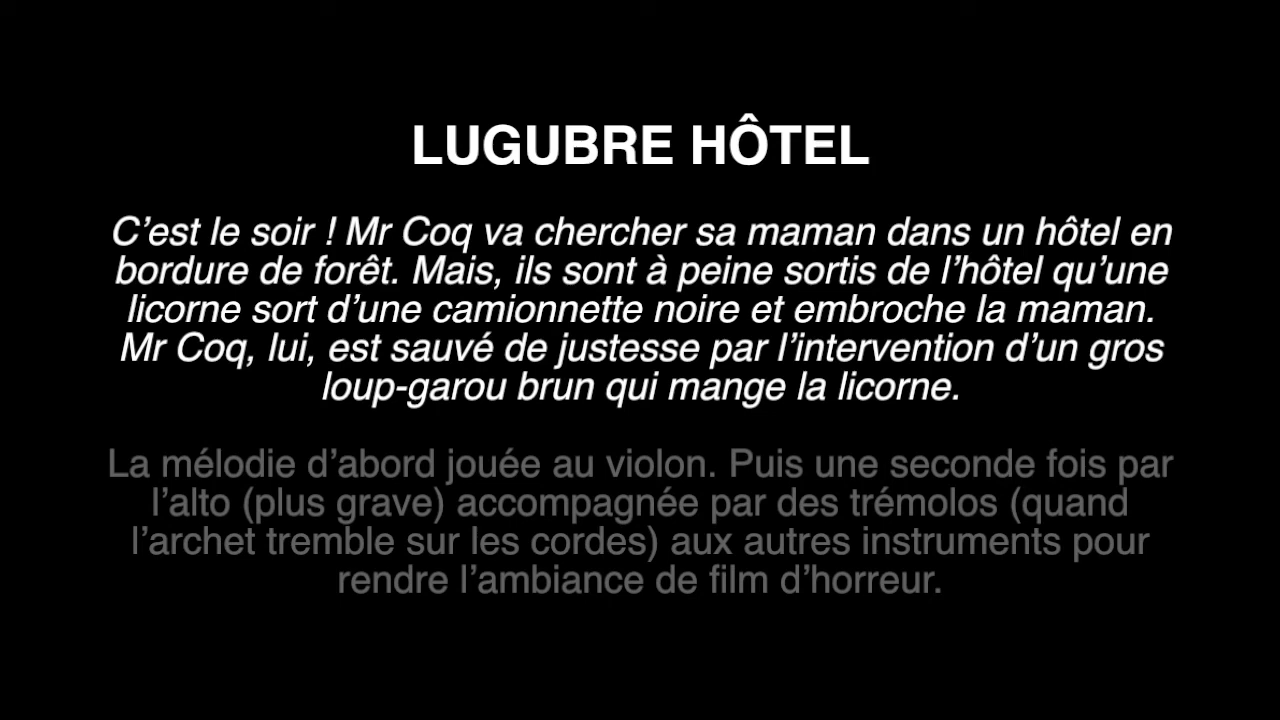 LUGUBRE HÔTEL
C’est le soir ! Mr Coq va chercher sa maman dans un hôtel en
bordure de forêt. Mais, ils sont à peine sortis de l’hôtel qu’une
licorne sort d’une camionnette noire et embroche la maman.
Mr Coq, lui, est sauvé de justesse par l’intervention d’un gros
loup-garou brun qui mange la licorne.
La mélodie d’abord jouée au violon. Puis une seconde fois par
l’alto (plus grave) accompagnée par des trémolos (quand
l’archet tremble sur les cordes) aux autres instruments pour
rendre l’ambiance de film d’horreur.